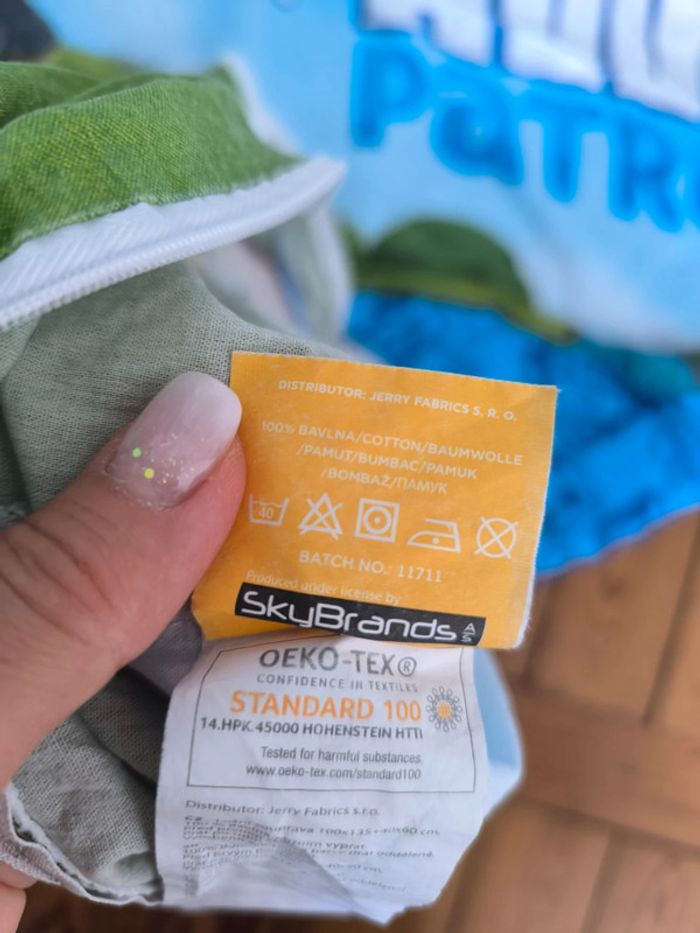 PATR
DISTRIBUTOR: JERRY FABRICS S. R. O.
100% BAVLNA/COTTON/BAUMWOLLE
/PAMUT/BUMBAC/PAMUK
/BOMBAŽ/ПАМУК
40
BATCH NO.: 11711
Produced under license by
SkyBrands A/S
OEKO-TEX®
CONFIDENCE IN TEXTILES
STANDARD 100
14.HPK.45000 HOHENSTEIN HTTI
Tested for harmful substances.
www.oeko-tex.com/standard100
Distributor: Jerry Fabrics s.r.o.